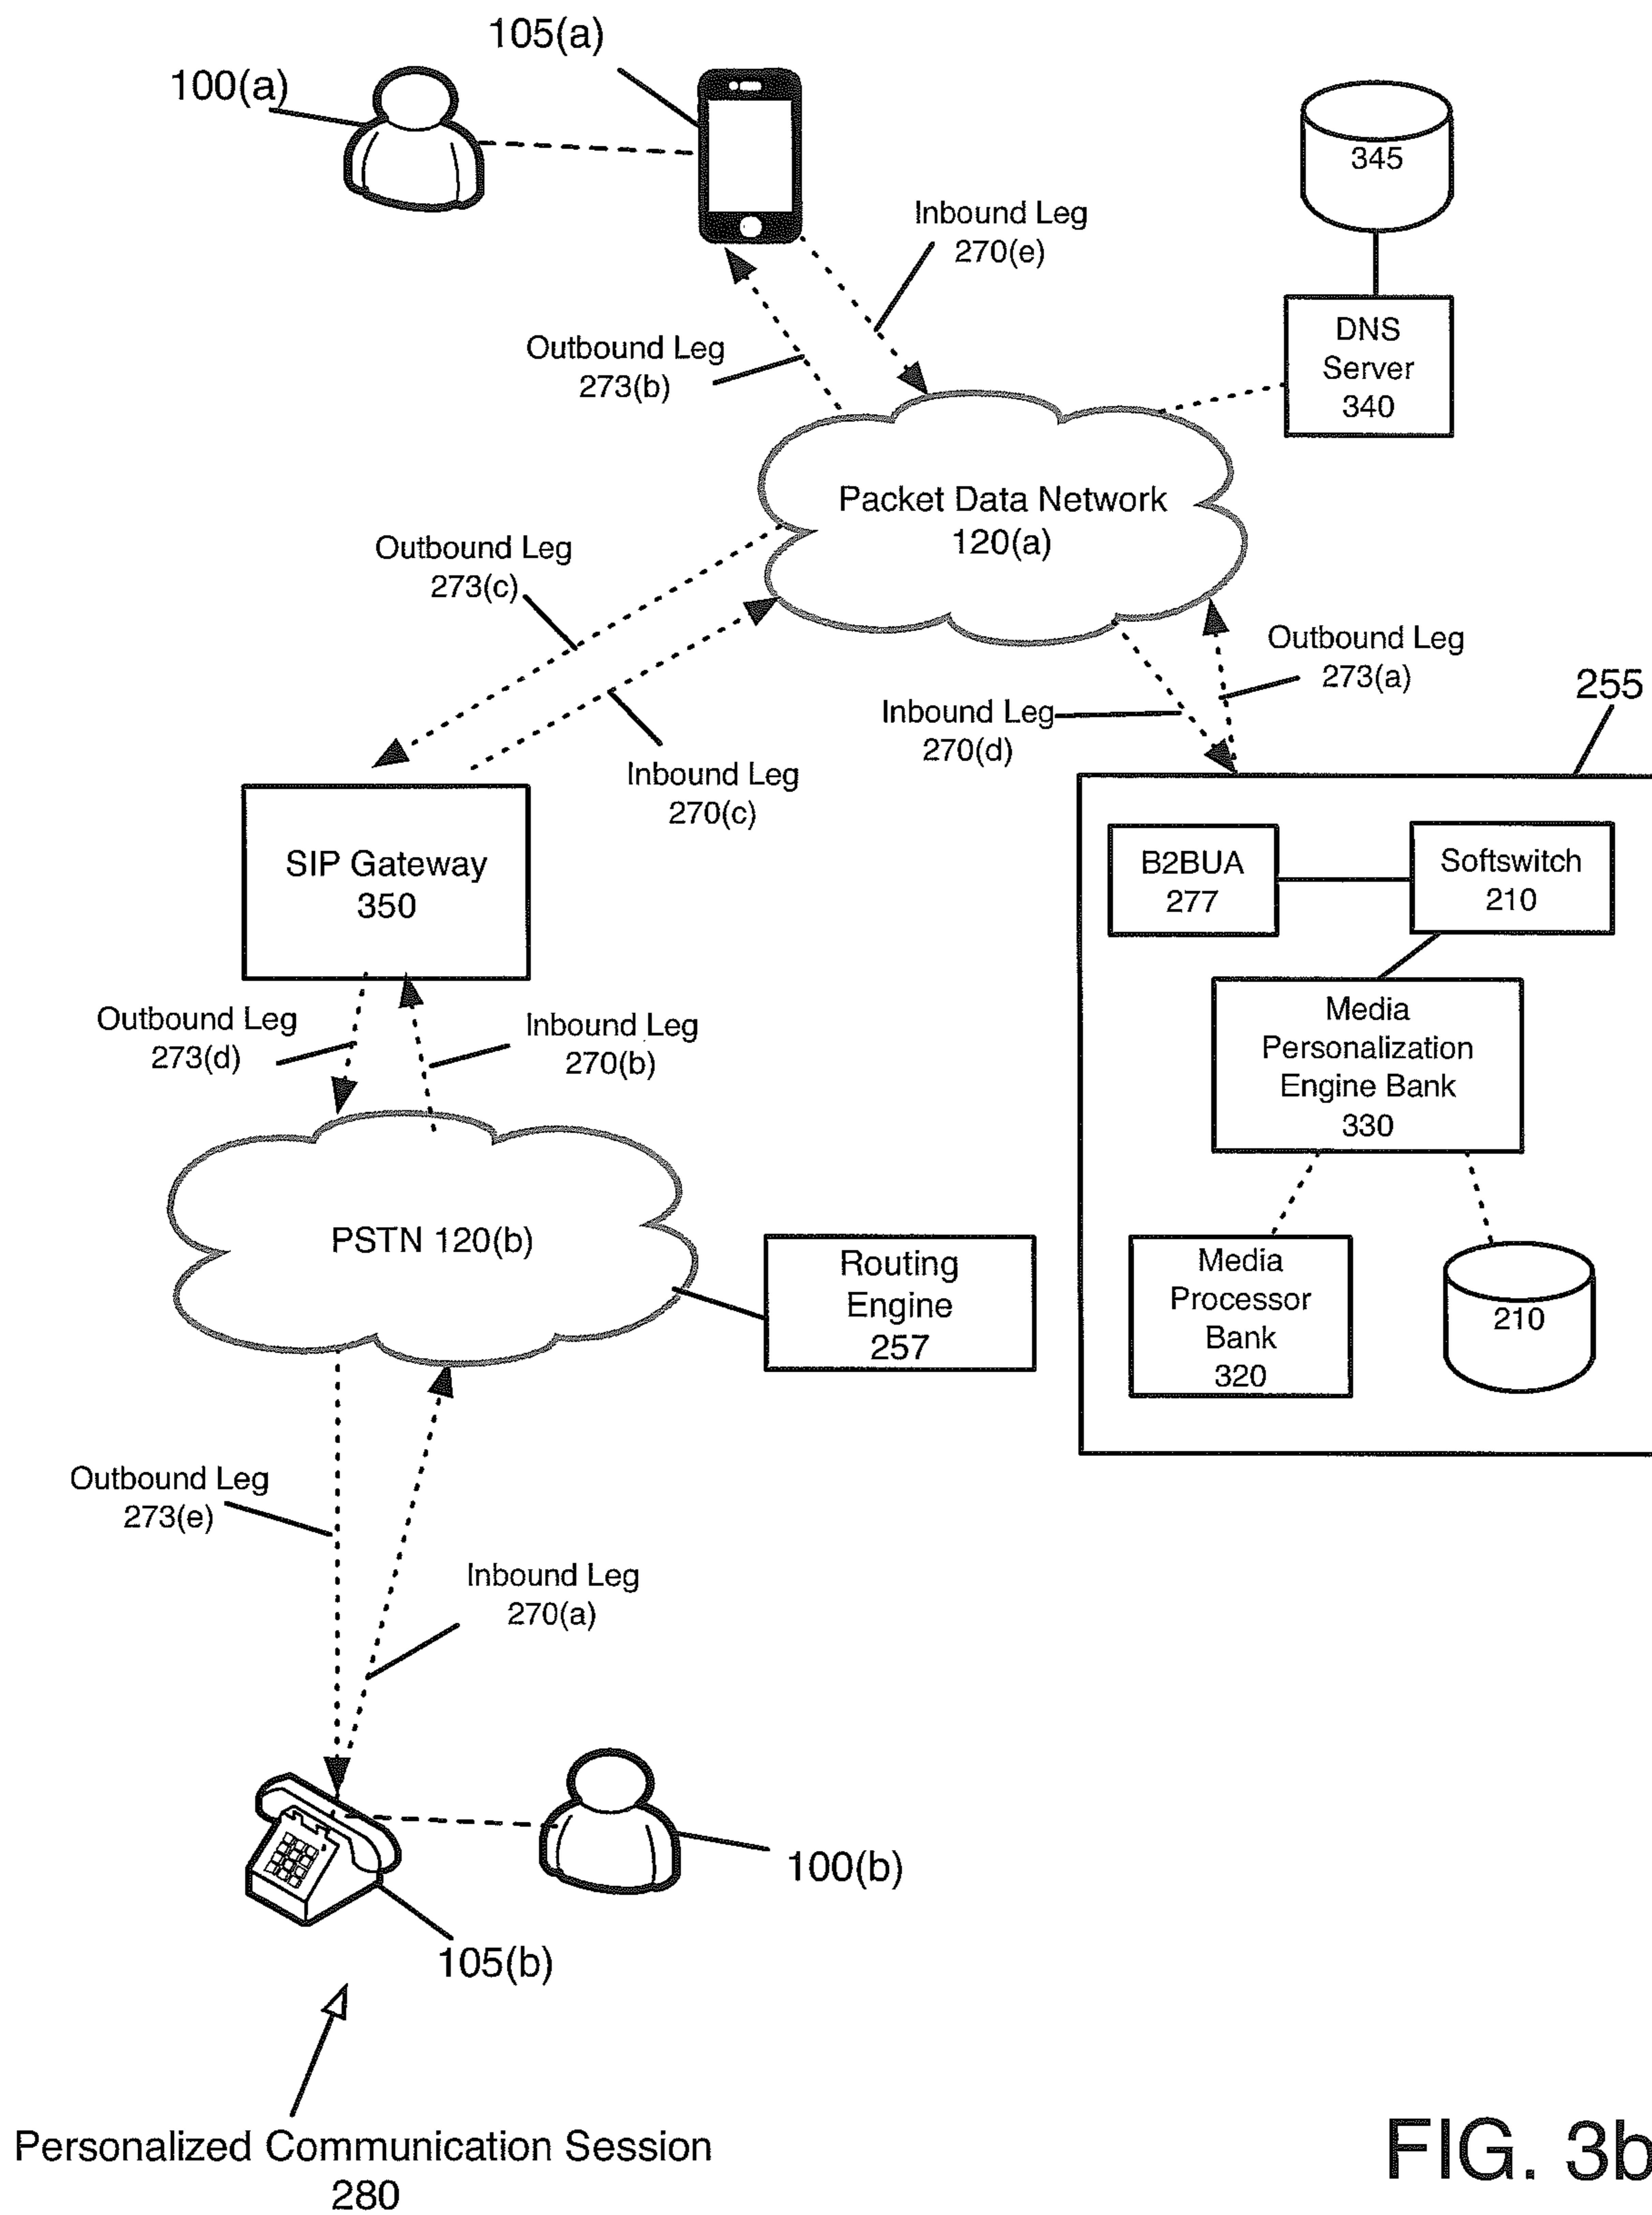 105(a)
100(a)
345
Inbound Leg
270(e)
DNS
Server
340
Outbound Leg
273(b)
Packet Data Network
120(a)
Outbound Leg
273(c)
Outbound Leg
273(a)
255
Inbound Leg
270(d)
Inbound Leg
270(c)
SIP Gateway
350
B2BUA
277
Softswitch
210
Media
Personalization
Engine Bank
330
Outbound Leg
273(d)
Inbound Leg
270(b)
PSTN 120(b)
Routing
Engine
257
Media
Processor
Bank
320
210
Outbound Leg
273(e)
Inbound Leg
270(a)
100(b)
105(b)
Personalized Communication Session
280
FIG. 3b